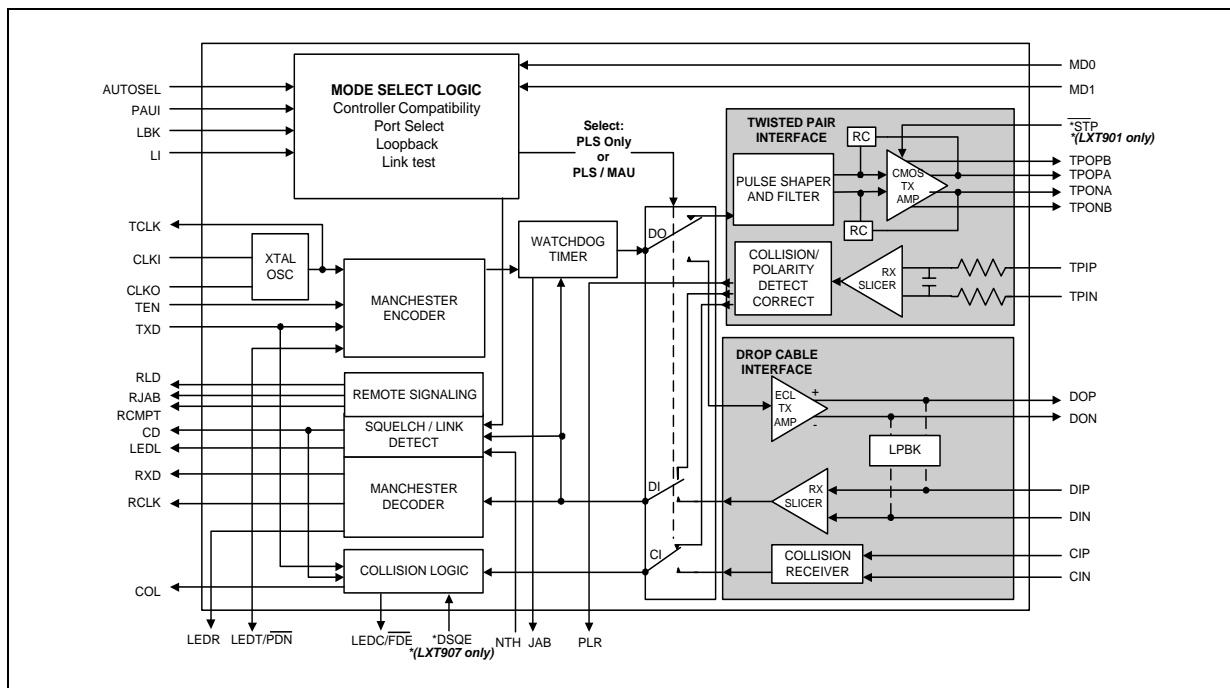 AUTOSEL
PAUI
LBK
LI
MODE SELECT LOGIC
Controller Compatibility
Port Select
Loopback
Link test
MD0
MD1
Select:
PLS Only
or
PLS / MAU
TWISTED PAIR
INTERFACE
*STP
*(LXT901 only)
RC
PULSE SHAPER
AND FILTER
CMOS
TX
AMP
RC
TPOPB
TPOPA
TPONA
TPONB
TCLK
CLKI
CLKO
TEN
TXD
XTAL
OSC
MANCHESTER
ENCODER
WATCHDOG
TIMER
DO
COLLISION/
POLARITY
DETECT
CORRECT
RX
SLICER
TPIP
TPIN
RLD
RJAB
RCMPT
CD
LEDL
RXD
RCLK
REMOTE SIGNALING
SQUELCH / LINK
DETECT
MANCHESTER
DECODER
DROP CABLE
INTERFACE
ECL
TX
AMP
+
-
DOP
DON
LPBK
DI
RX
SLICER
DIP
DIN
CI
COLLISION
RECEIVER
CIP
CIN
COL
COLLISION LOGIC
LEDR
LEDT/PDN
LEDC/FDE
*DSQE
*(LXT907 only)
NTH
JAB
PLR